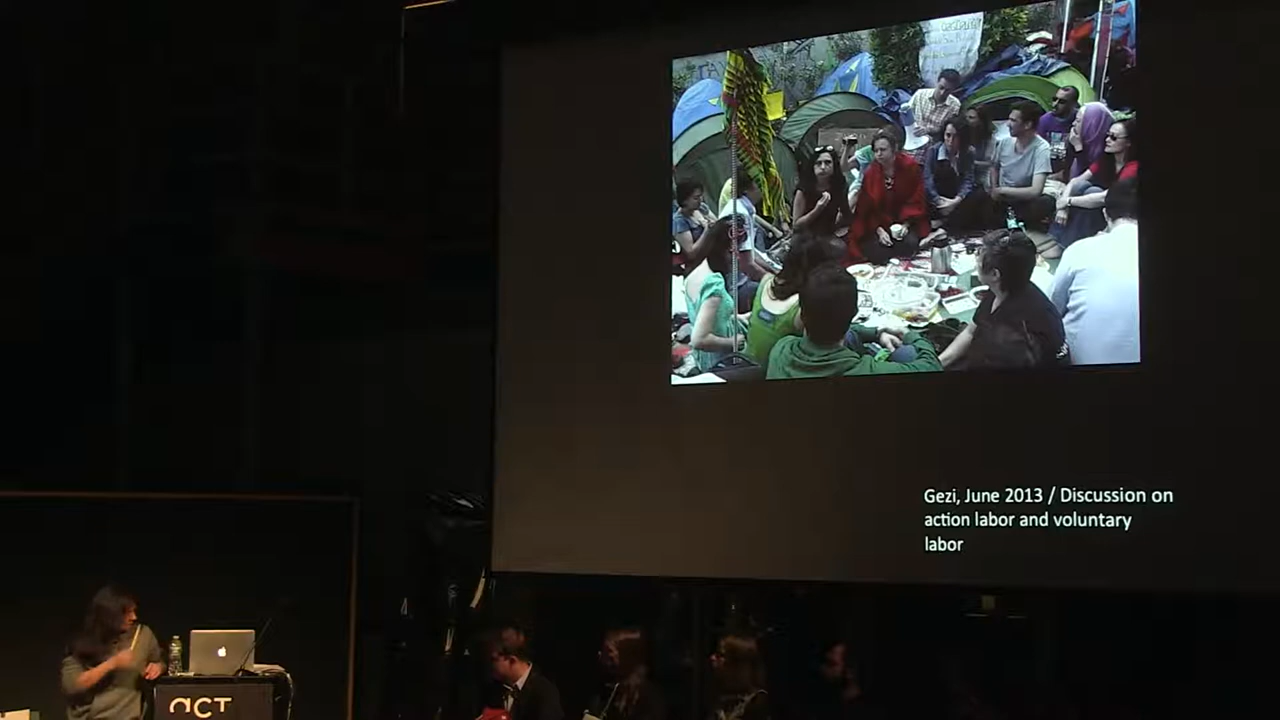 Gezi, June 2013 / Discussion on
action labor and voluntary
labor
act